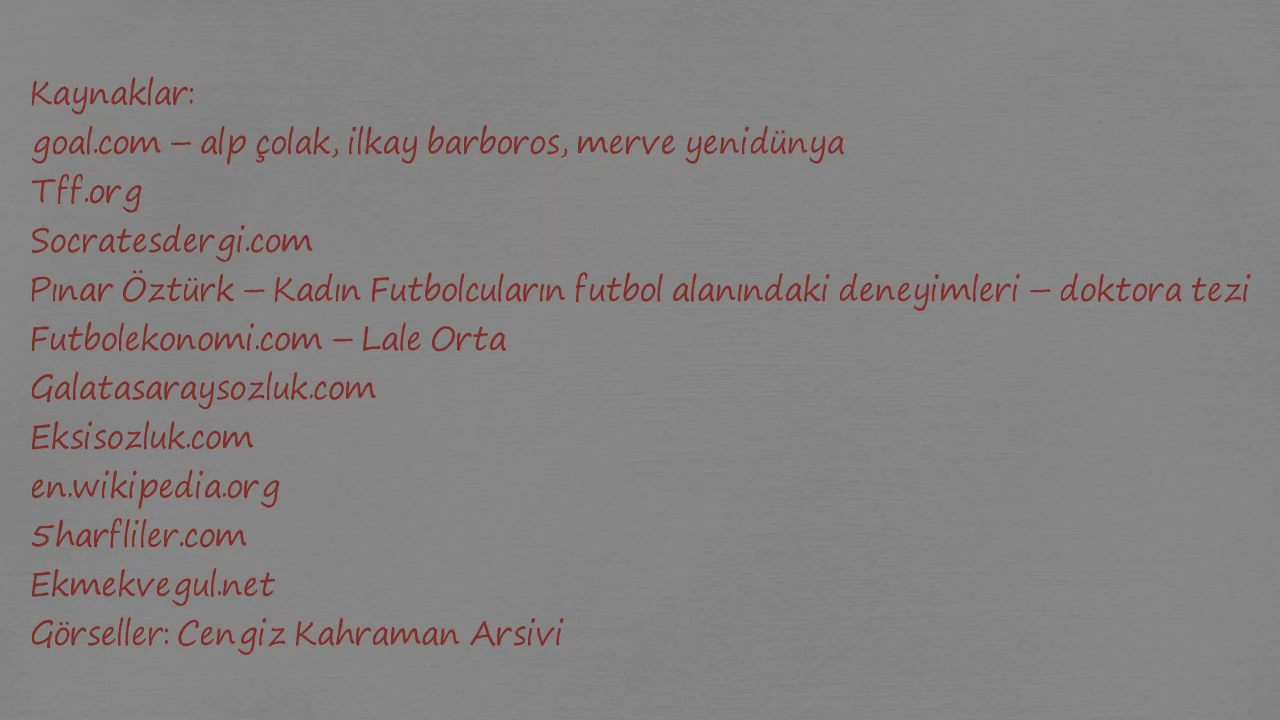 Kaynaklar:
goal.com – alp çolak, ilkay barboros, merve yenidünya
Tff.org
Socratesdergi.com
Pınar Öztürk – Kadın Futbolcuların futbol alanındaki deneyimleri – doktora tezi
Futbolekonomi.com – Lale Orta
Galatasaraysozluk.com
Eksisozluk.com
en.wikipedia.org
5harfliler.com
Ekmekvegul.net
Görseller: Cengiz Kahraman Arsivi